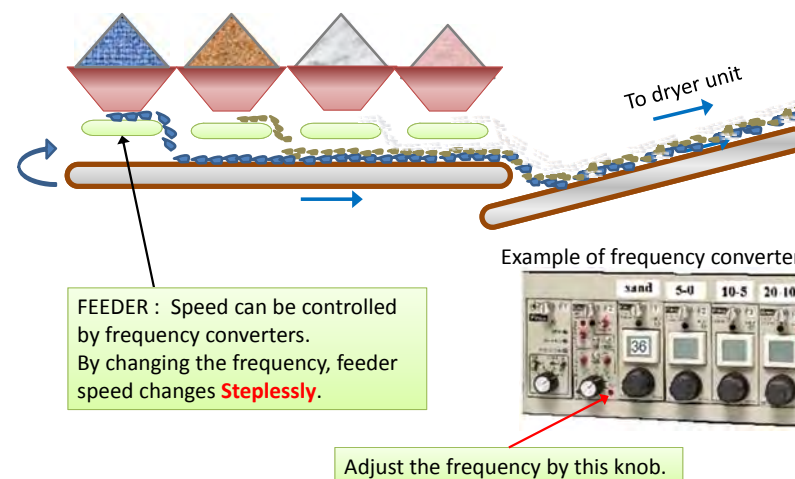 To dryer unit
Example of frequency converter
FEEDER : Speed can be controlled
by frequency converters.
By changing the frequency, feeder
speed changes Steplessly.
sand
5-0
10-5
20-10
36
Adjust the frequency by this knob.